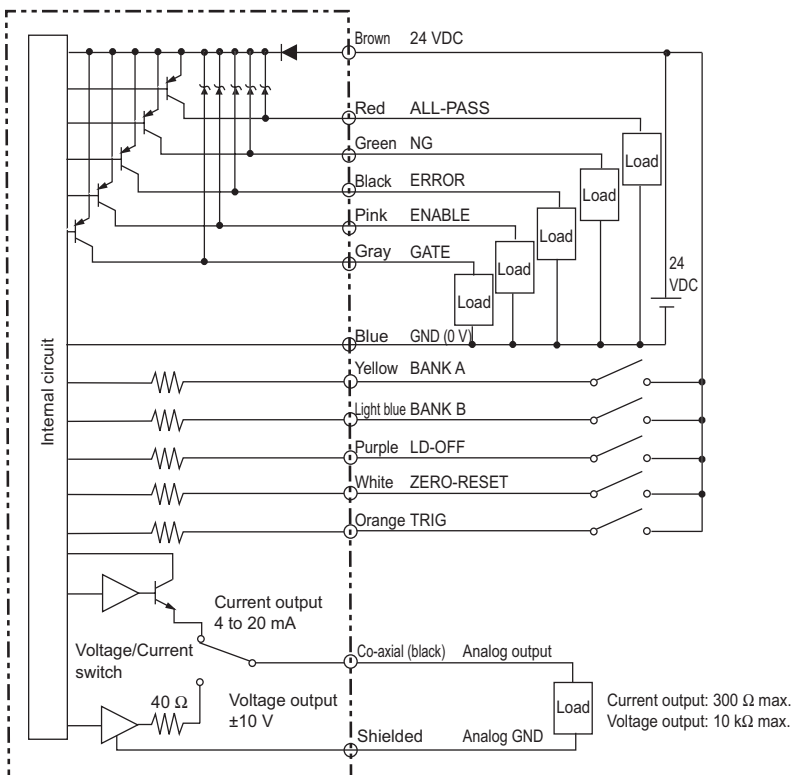 Brown 24 VDC
Red ALL-PASS
Green NG
Load
Black ERROR
Load
Pink ENABLE
Load
Gray GATE
Load
24
VDC
Load
Blue GND (0 V)
Internal circuit
Yellow BANK A
Light blue BANK B
Purple LD-OFF
White ZERO-RESET
Orange TRIG
Current output
4 to 20 mA
Voltage/Current
switch
Co-axial (black) Analog output
40 Ω
Voltage output
±10 V
Load
Current output: 300 Ω max.
Voltage output: 10 kΩ max.
Shielded Analog GND